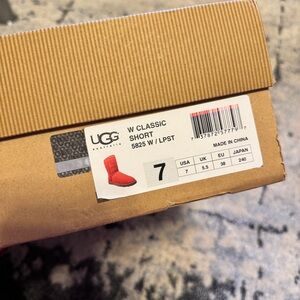 UGG
australia
W CLASSIC
SHORT
5825 W / LPST
MADE IN CHINA
7
USA UK EU JAPAN
7 5.5 38 240